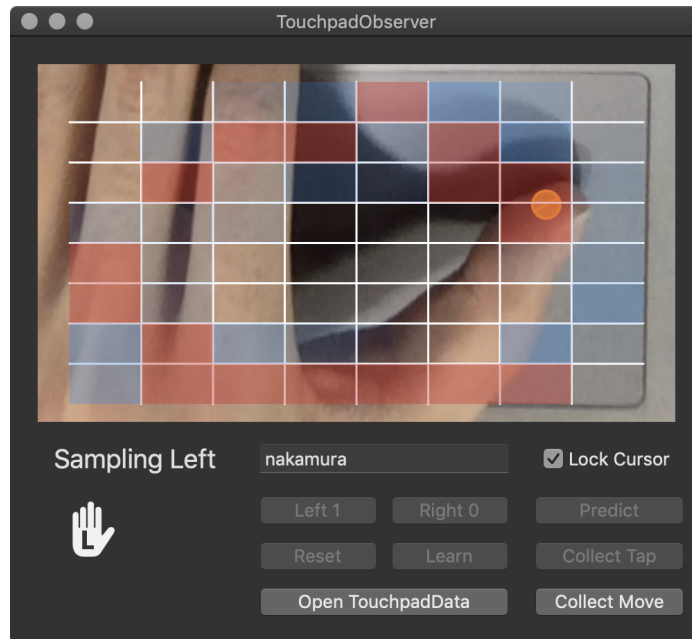 TouchpadObserver
Sampling Left
nakamura
Lock Cursor
L
Left 1
Right 0
Predict
Reset
Learn
Collect Tap
Open TouchpadData
Collect Move